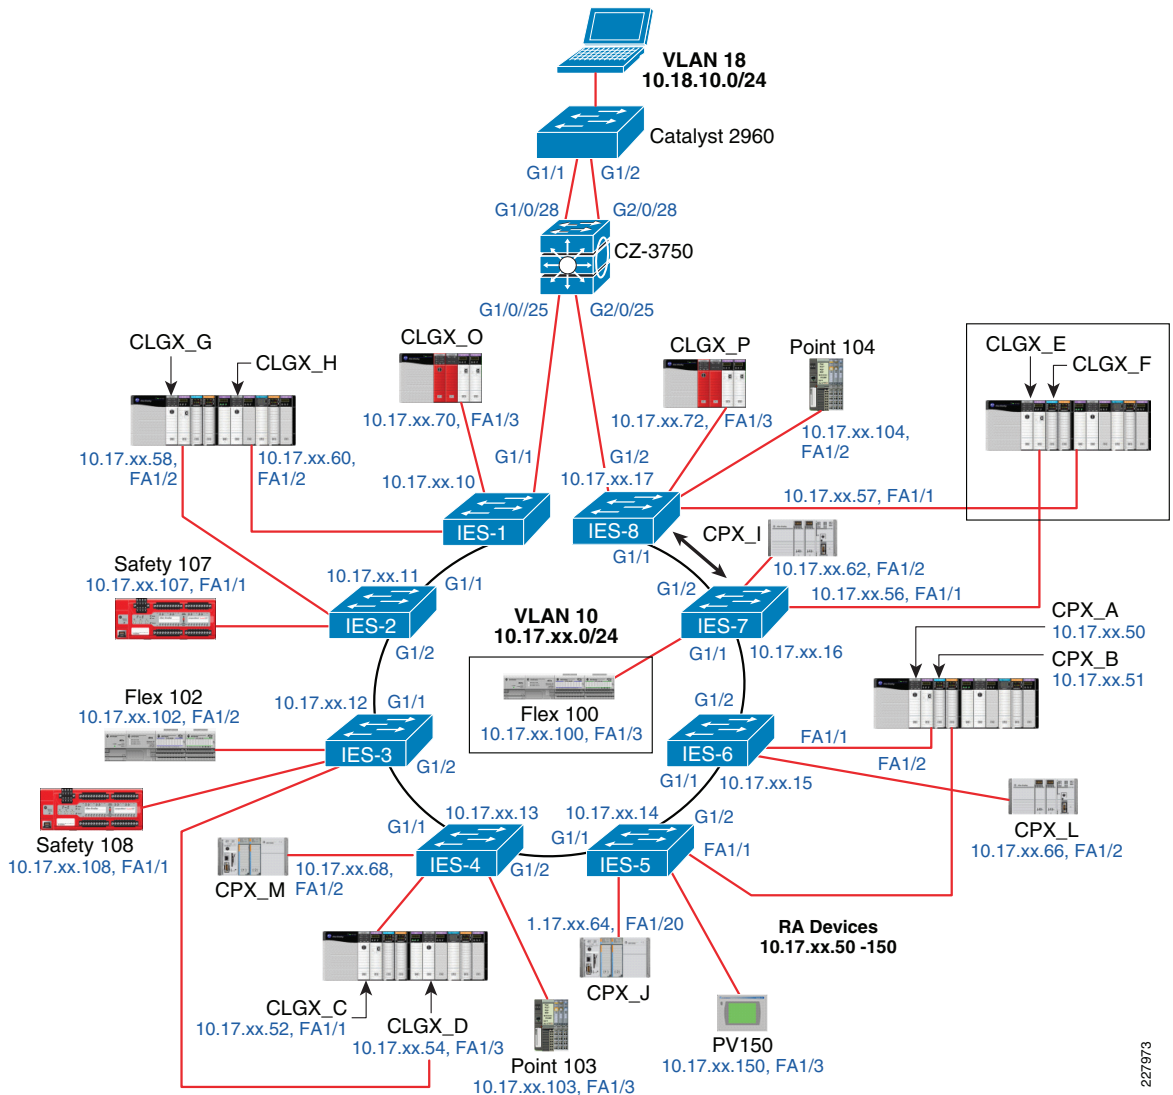 VLAN 18
10.18.10.0/24
Catalyst 2960
G1/1
G1/2
G1/0/28
G2/0/28
CZ-3750
G1/0//25
G2/0/25
CLGX_G
CLGX_H
CLGX_O
CLGX_P
Point 104
CLGX_E
CLGX_F
10.17.xx.70, FA1/3
10.17.xx.72, FA1/3
10.17.xx.104,
FA1/2
10.17.xx.58,
FA1/2
10.17.xx.60,
FA1/2
G1/1
G1/2
10.17.xx.10
10.17.xx.17
10.17.xx.57, FA1/1
IES-1
IES-8
CPX_I
G1/1
Safety 107
10.17.xx.107, FA1/1
10.17.xx.11
G1/1
10.17.xx.62, FA1/2
G1/2
10.17.xx.56, FA1/1
IES-2
VLAN 10
10.17.xx.0/24
IES-7
CPX_A
10.17.xx.50
G1/2
G1/1
10.17.xx.16
CPX_B
10.17.xx.51
Flex 102
10.17.xx.102, FA1/2
10.17.xx.12
G1/1
Flex 100
10.17.xx.100, FA1/3
G1/2
IES-3
IES-6
FA1/1
FA1/2
G1/2
G1/1
10.17.xx.15
Safety 108
10.17.xx.108, FA1/1
10.17.xx.13
10.17.xx.14
G1/2
G1/1
G1/1
CPX_L
10.17.xx.66, FA1/2
FA1/1
IES-4
IES-5
G1/2
CPX_M
10.17.xx.68,
FA1/2
1.17.xx.64, FA1/20
RA Devices
10.17.xx.50 -150
CPX_J
CLGX_C
10.17.xx.52, FA1/1
CLGX_D
10.17.xx.54, FA1/3
Point 103
10.17.xx.103, FA1/3
PV150
10.17.xx.150, FA1/3
227973